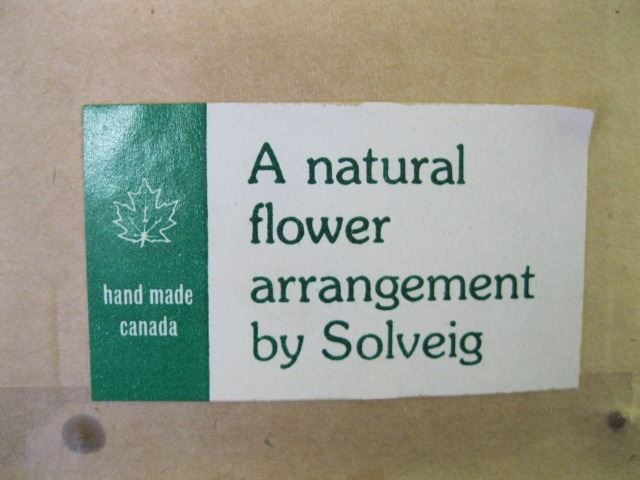 hand made
canada
A natural
flower
arrangement
by Solveig